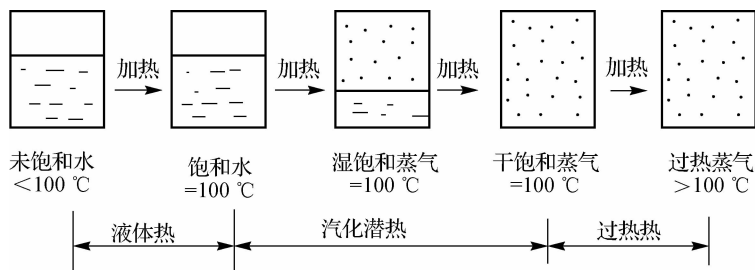 加热
加热
加热
加热
未饱和水
<100 ℃
饱和水
=100 ℃
湿饱和蒸气
=100 ℃
干饱和蒸气
=100 ℃
过热蒸气
>100 ℃
液体热
汽化潜热
过热热